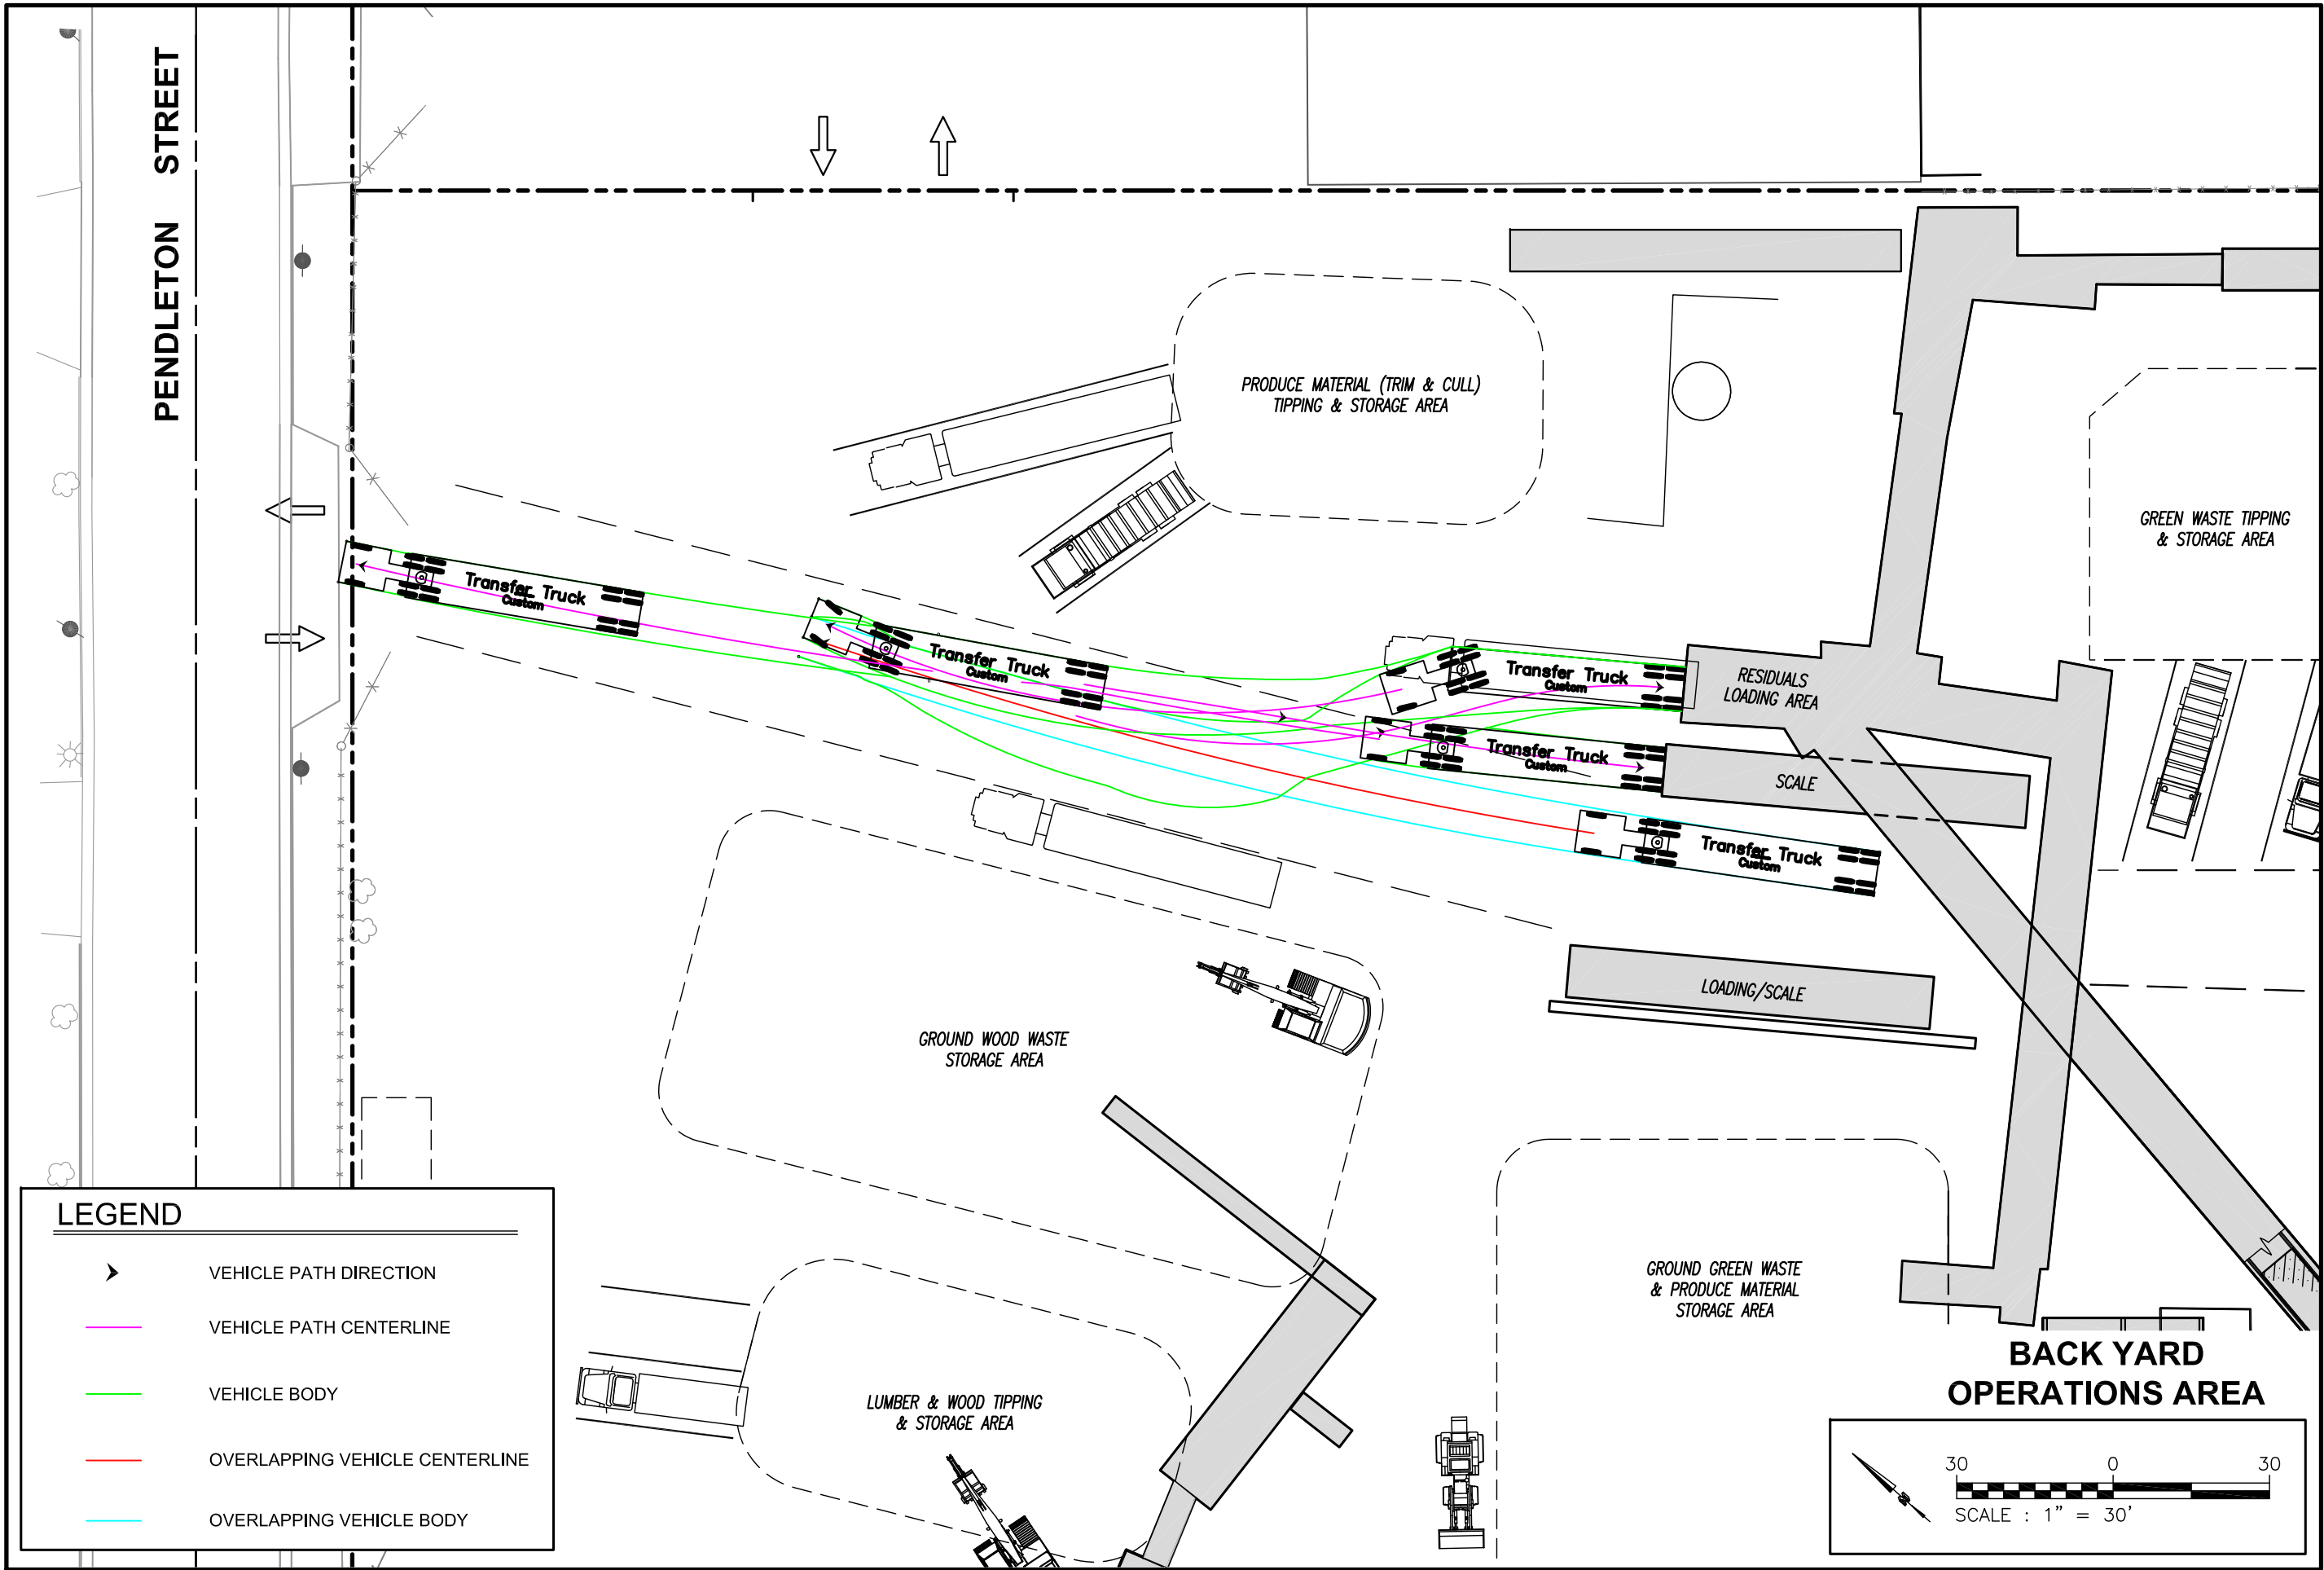 PENDLETON STREET
PRODUCE MATERIAL (TRIM & CULL)
TIPPING & STORAGE AREA
GREEN WASTE TIPPING
& STORAGE AREA
Transfer Truck
Custom
Transfer Truck
Custom
Transfer Truck
Custom
RESIDUALS
LOADING AREA
Transfer Truck
Custom
SCALE
Transfer Truck
Custom
LOADING/SCALE
GROUND WOOD WASTE
STORAGE AREA
GROUND GREEN WASTE
& PRODUCE MATERIAL
STORAGE AREA
LUMBER & WOOD TIPPING
& STORAGE AREA
LEGEND
VEHICLE PATH DIRECTION
VEHICLE PATH CENTERLINE
VEHICLE BODY
OVERLAPPING VEHICLE CENTERLINE
OVERLAPPING VEHICLE BODY
BACK YARD
OPERATIONS AREA
30 0 30
SCALE : 1" = 30'